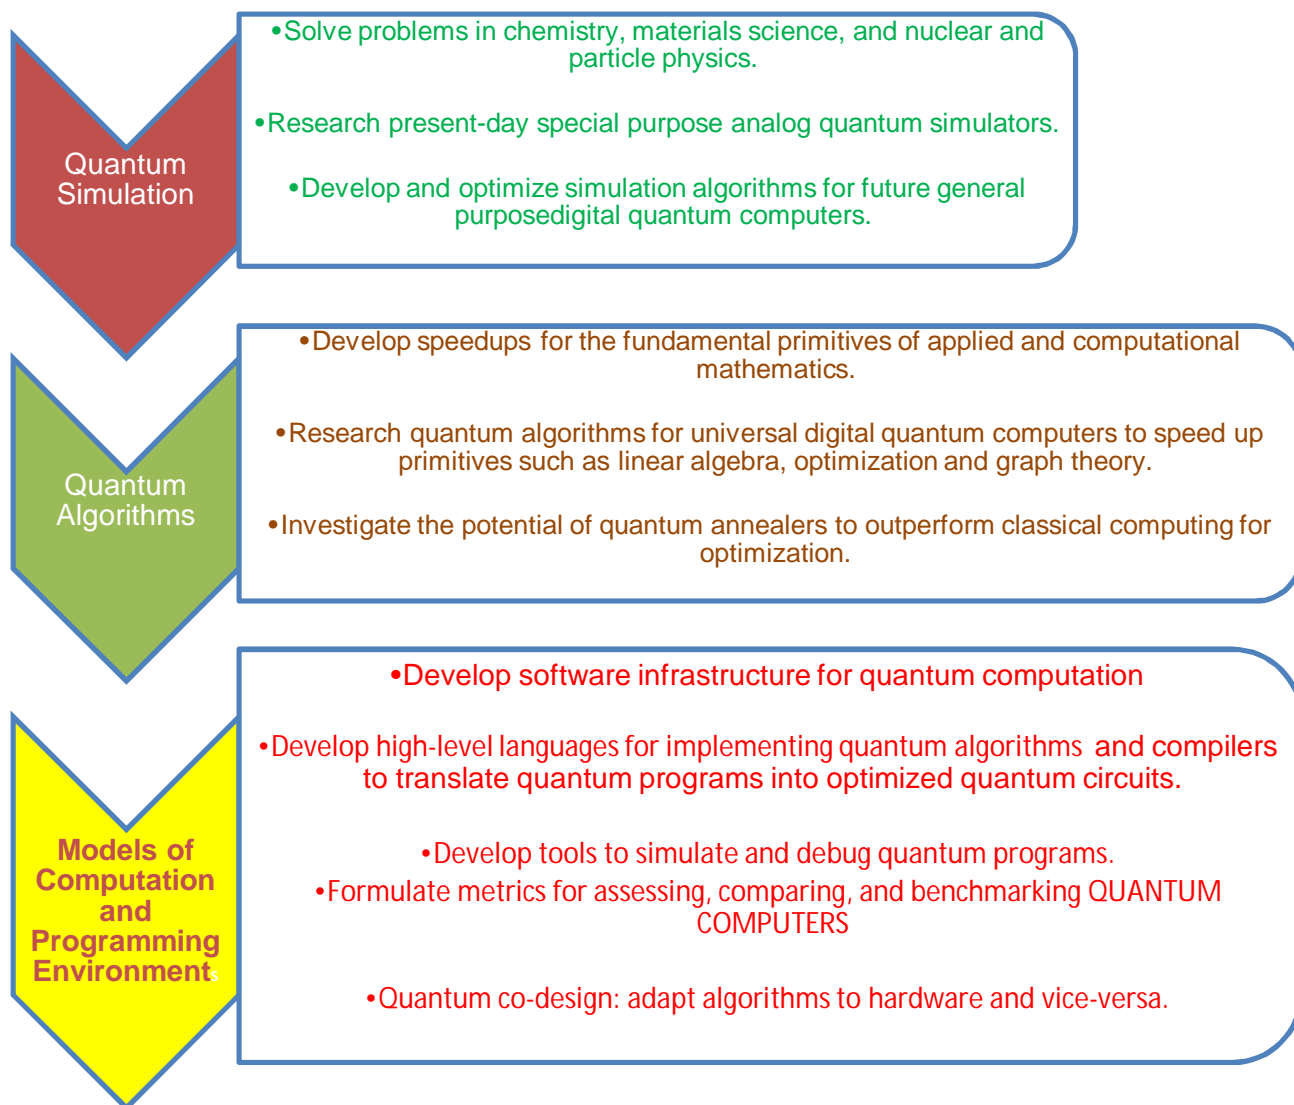 •Solve problems in chemistry, materials science, and nuclear and
particle physics.
•Research present-day special purpose analog quantum simulators.
•Develop and optimize simulation algorithms for future general
purposedigital quantum computers.
Quantum
Simulation
•Develop speedups for the fundamental primitives of applied and computational
mathematics.
•Research quantum algorithms for universal digital quantum computers to speed up
primitives such as linear algebra, optimization and graph theory.
•Investigate the potential of quantum annealers to outperform classical computing for
optimization.
Quantum
Algorithms
•Develop software infrastructure for quantum computation
•Develop high-level languages for implementing quantum algorithms and compilers
to translate quantum programs into optimized quantum circuits.
•Develop tools to simulate and debug quantum programs.
•Formulate metrics for assessing, comparing, and benchmarking QUANTUM
COMPUTERS
•Quantum co-design: adapt algorithms to hardware and vice-versa.
Models of
Computation
and
Programming
Environments